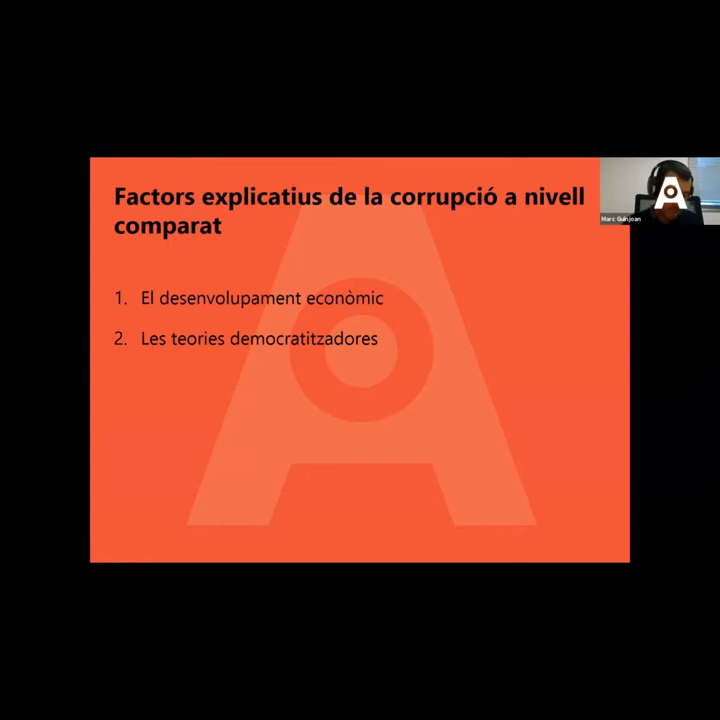 Factors explicatius de la corrupció a nivell
comparat
1. El desenvolupament econòmic
2. Les teories democratitzadores
Marc Guinjoan